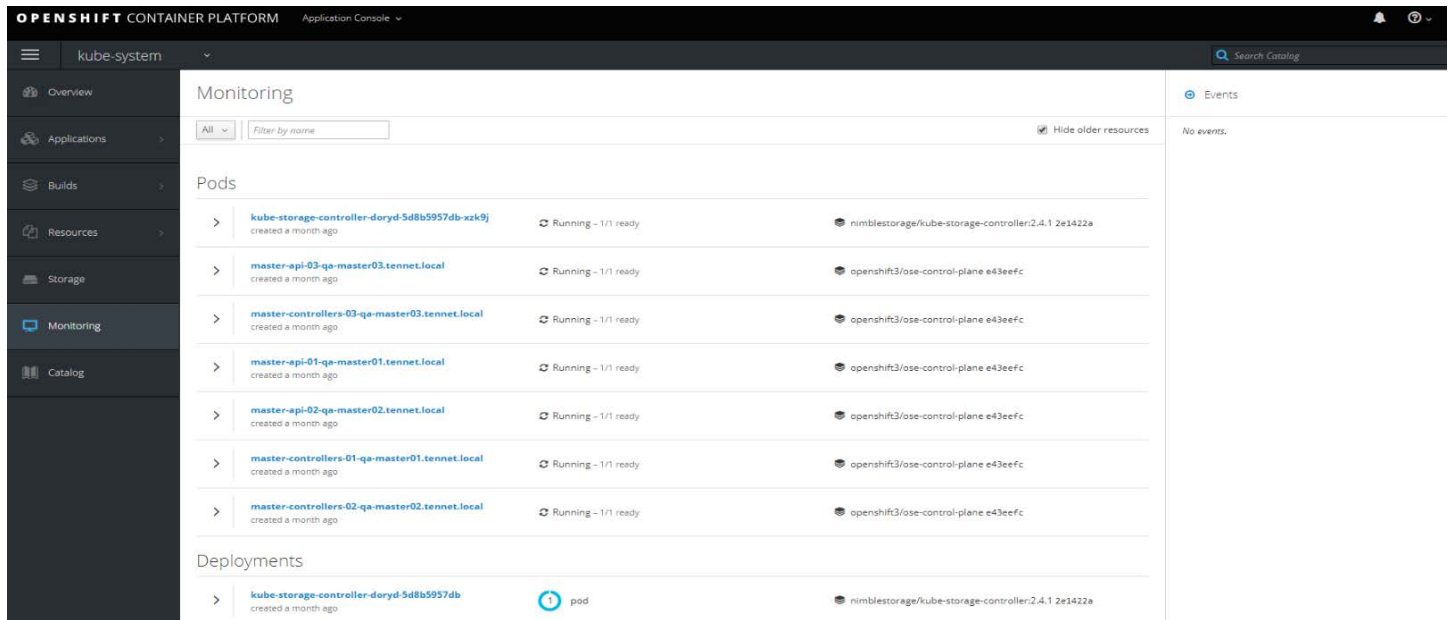 OPENSHIFT CONTAINER PLATFORM Application Console
kube-system Search Catalog
Overview
Applications
Builds
Resources
Storage
Monitoring
Catalog
Monitoring
All Filter by name Hide older resources
Pods
kube-storage-controller-doryd-5d8b5957db-xzk9j
created a month ago
Running – 1/1 ready
nimblestorage/kube-storage-controller:2.4.1 2e1422a
master-api-03-qa-master03.tennet.local
created a month ago
Running – 1/1 ready
openshift3/ose-control-plane e43eefc
master-controllers-03-qa-master03.tennet.local
created a month ago
Running – 1/1 ready
openshift3/ose-control-plane e43eefc
master-api-01-qa-master01.tennet.local
created a month ago
Running – 1/1 ready
openshift3/ose-control-plane e43eefc
master-api-02-qa-master02.tennet.local
created a month ago
Running – 1/1 ready
openshift3/ose-control-plane e43eefc
master-controllers-01-qa-master01.tennet.local
created a month ago
Running – 1/1 ready
openshift3/ose-control-plane e43eefc
master-controllers-02-qa-master02.tennet.local
created a month ago
Running – 1/1 ready
openshift3/ose-control-plane e43eefc
Deployments
kube-storage-controller-doryd-5d8b5957db
created a month ago
1 pod
nimblestorage/kube-storage-controller:2.4.1 2e1422a
Events
No events.